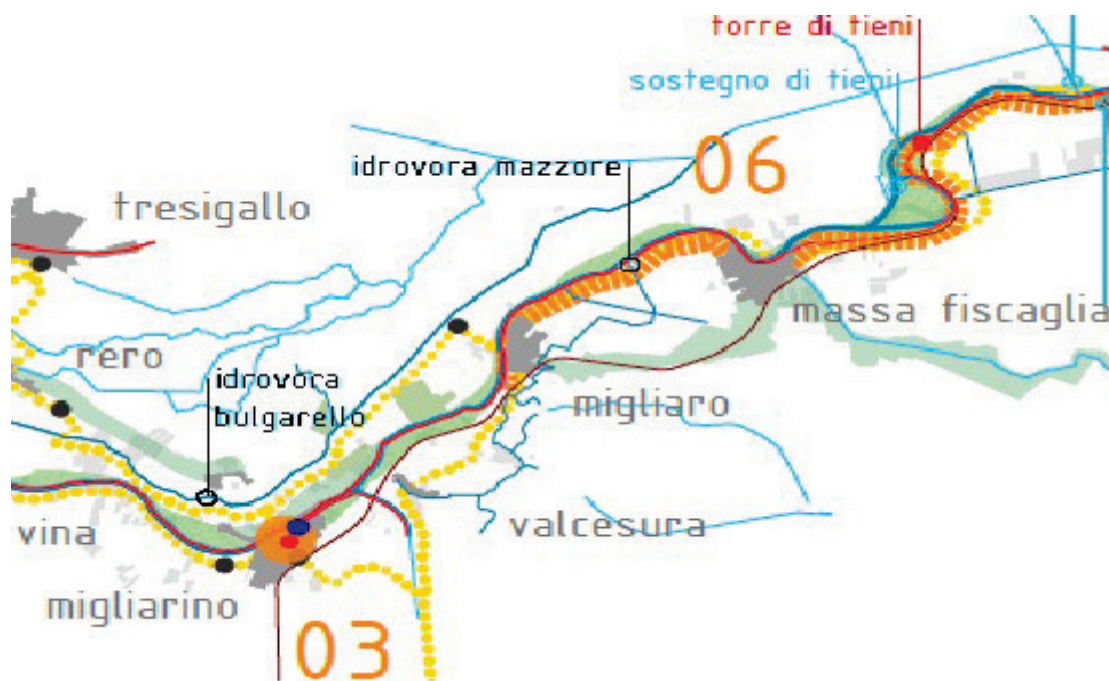 torre di tieni
sostegno di tieni
idrovora mazzore
06
tresigallo
massa fiscaglia
rero
idrovora
bulgarello
migliaro
vina
valcesura
migliarino
03